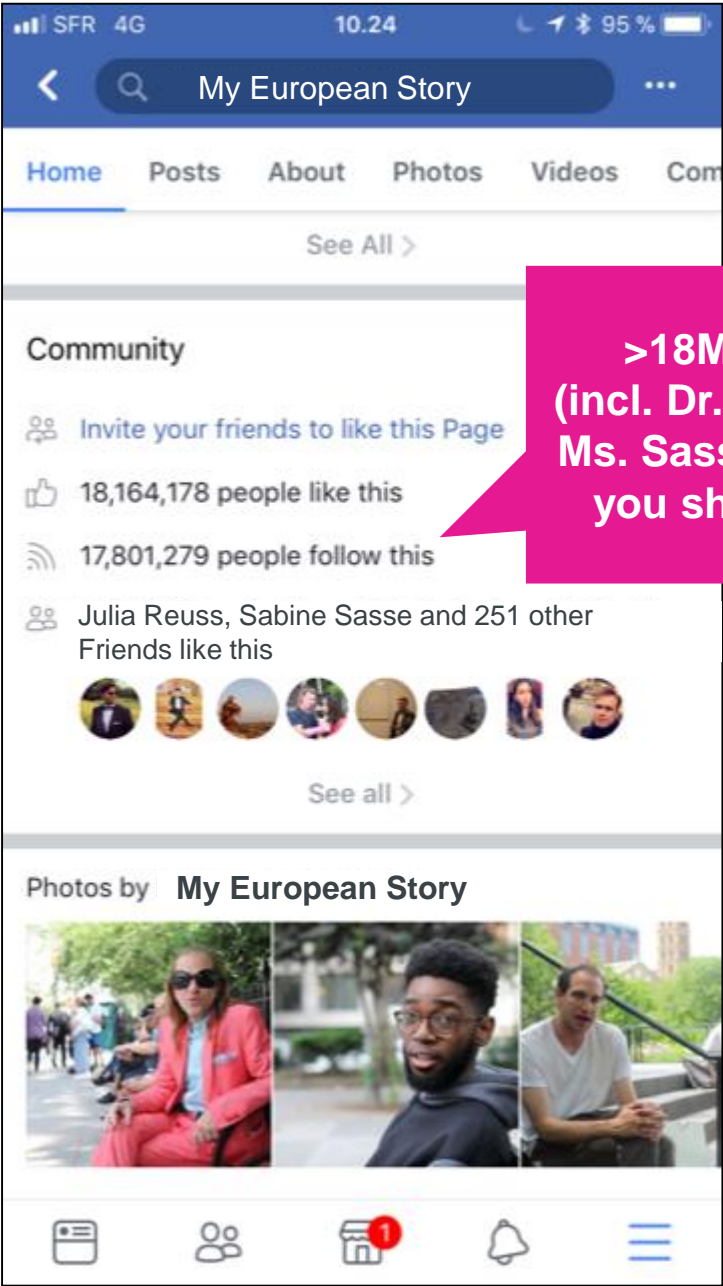 SFR 4G 10.24 95 %
My European Story
Home Posts About Photos Videos Com
See All >
>18M
(incl. Dr.
Ms. Sass
you sh
Community
Invite your friends to like this Page
18,164,178 people like this
17,801,279 people follow this
Julia Reuss, Sabine Sasse and 251 other
Friends like this
See all >
Photos by My European Story
1